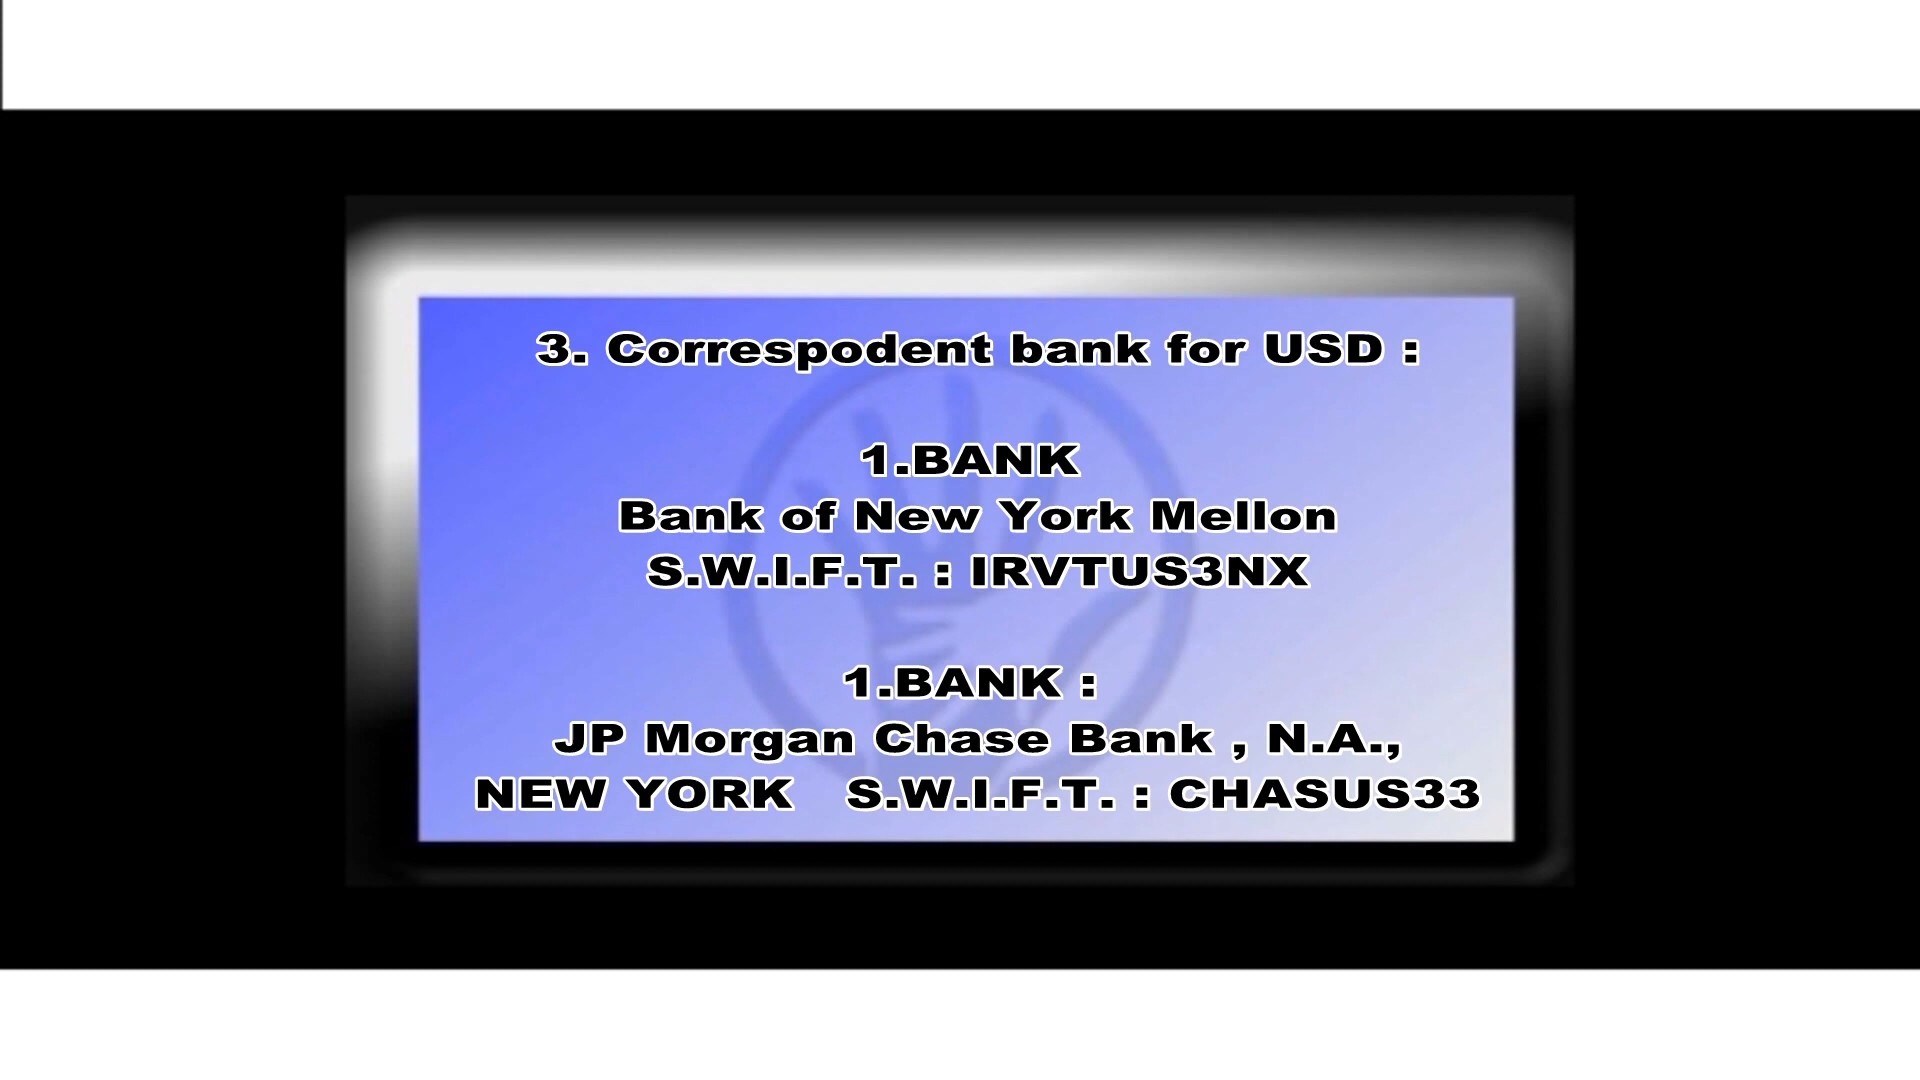 3. Correspodent bank for USD :
1.BANK
Bank of New York Mellon
S.W.I.F.T. : IRVTUS3NX
1.BANK :
JP Morgan Chase Bank , N.A.,
NEW YORK   S.W.I.F.T. : CHASUS33